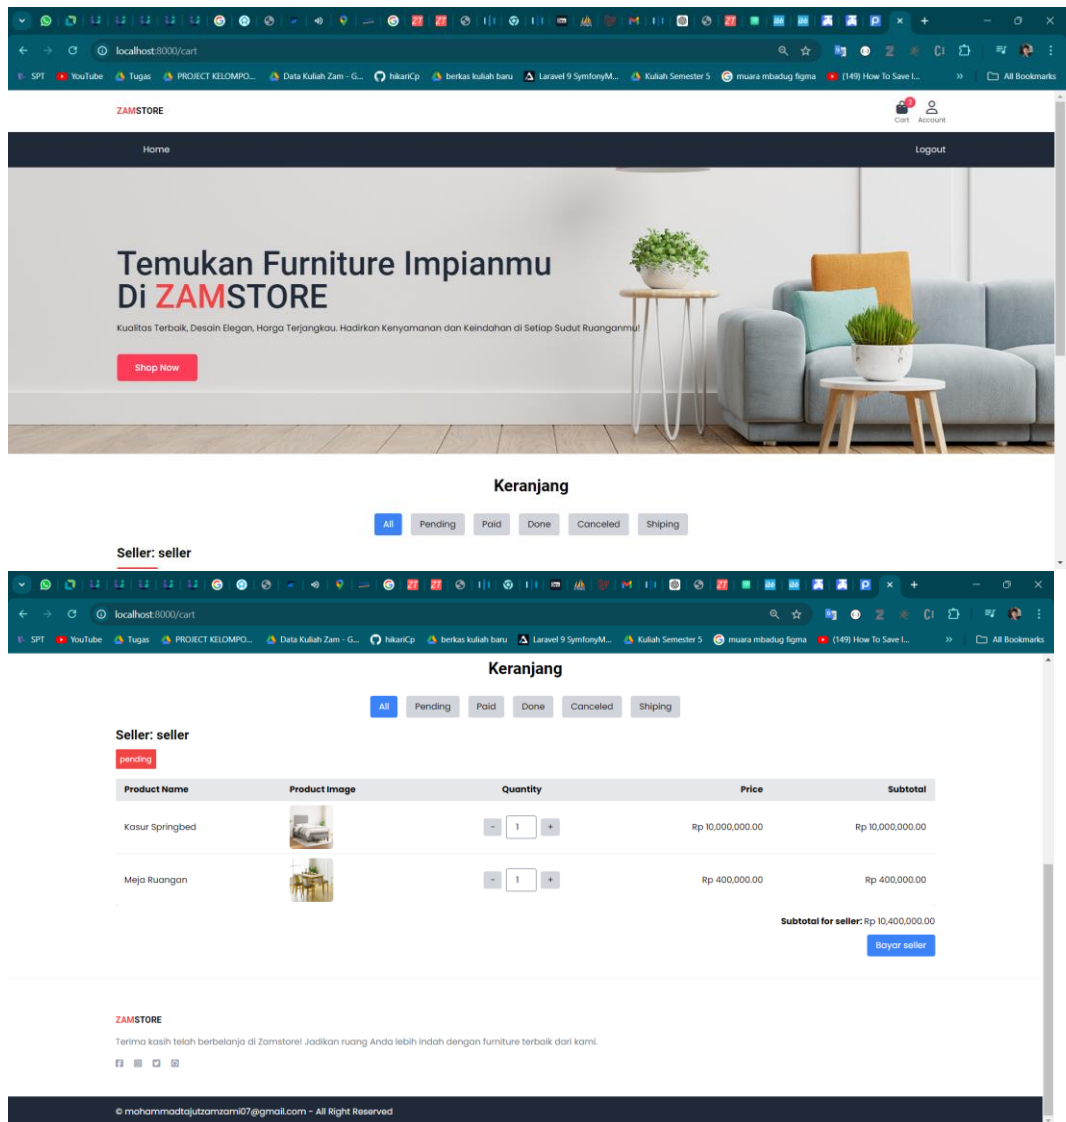 localhost:8000/cart
SPT YouTube Tugas PROJECT KELOMPO... Data Kuliah Zam - G... hikariCp berkas kuliah baru Laravel 9 SymfonyM... Kuliah Semester 5 muara mbadug figma (149) How To Save I... » All Bookmarks
ZAMSTORE
2
Cart Account
Home Logout
Temukan Furniture Impianmu
Di ZAMSTORE
Kualitas Terbaik, Desain Elegan, Harga Terjangkau. Hadirkan Kenyamanan dan Keindahan di Setiap Sudut Ruanganmu!
Shop Now
Keranjang
All Pending Paid Done Canceled Shiping
Seller: seller
localhost:8000/cart
SPT YouTube Tugas PROJECT KELOMPO... Data Kuliah Zam - G... hikariCp berkas kuliah baru Laravel 9 SymfonyM... Kuliah Semester 5 muara mbadug figma (149) How To Save I... » All Bookmarks
Keranjang
All Pending Paid Done Canceled Shiping
Seller: seller
pending
Product Name Product Image Quantity Price Subtotal
Kasur Springbed - 1 + Rp 10,000,000.00 Rp 10,000,000.00
Meja Ruangan - 1 + Rp 400,000.00 Rp 400,000.00
Subtotal for seller: Rp 10,400,000.00
Bayar seller
ZAMSTORE
Terima kasih telah berbelanja di Zamstore! Jadikan ruang Anda lebih indah dengan furniture terbaik dari kami.
© mohammadtajutzamzami07@gmail.com - All Right Reserved